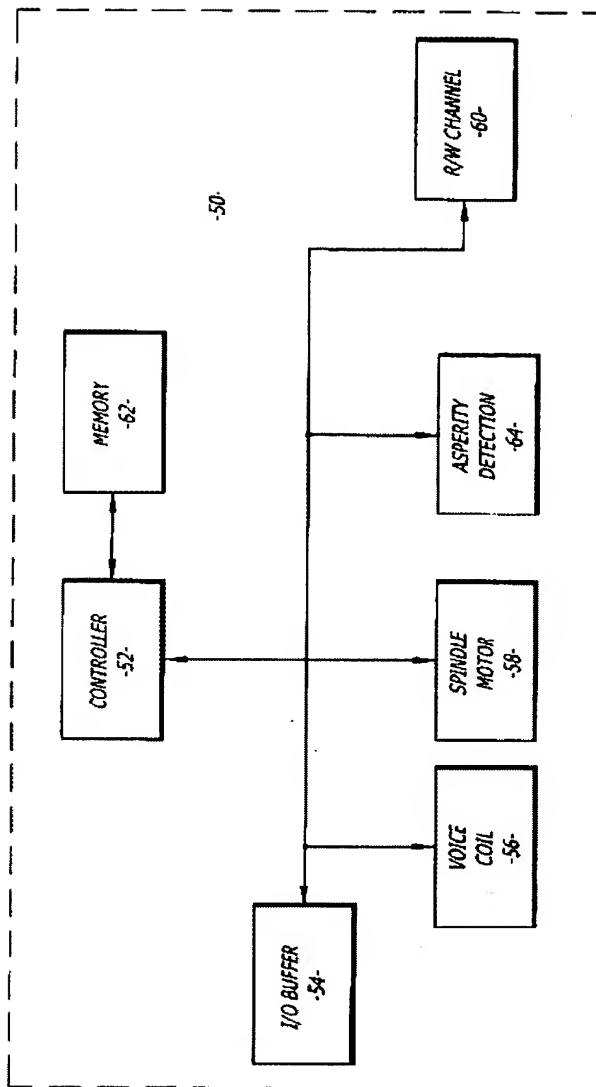 CONTROLLER
-52-
MEMORY
-62-
-50-
I/O BUFFER
-54-
VOICE
COIL
-56-
SPINDLE
MOTOR
-58-
ASPERITY
DETECTION
-64-
R/W CHANNEL
-60-